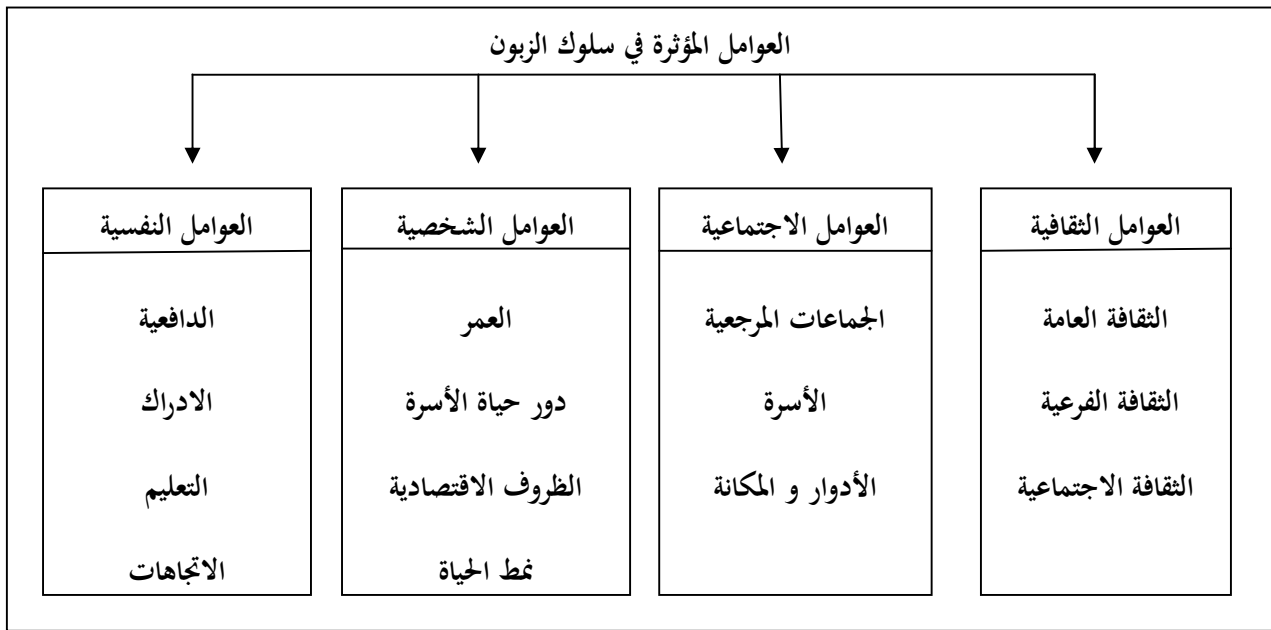 العوامل المؤثرة في سلوك الزبون
العوامل الثقافية
الثقافة العامة
الثقافة الفرعية
الثقافة الاجتماعية
العوامل الاجتماعية
الجماعات المرجعية
الأسرة
الأدوار و المكانة
العوامل الشخصية
العمر
دور حياة الأسرة
الظروف الاقتصادية
نمط الحياة
العوامل النفسية
الدافعية
الادراك
التعليم
الاتجاهات